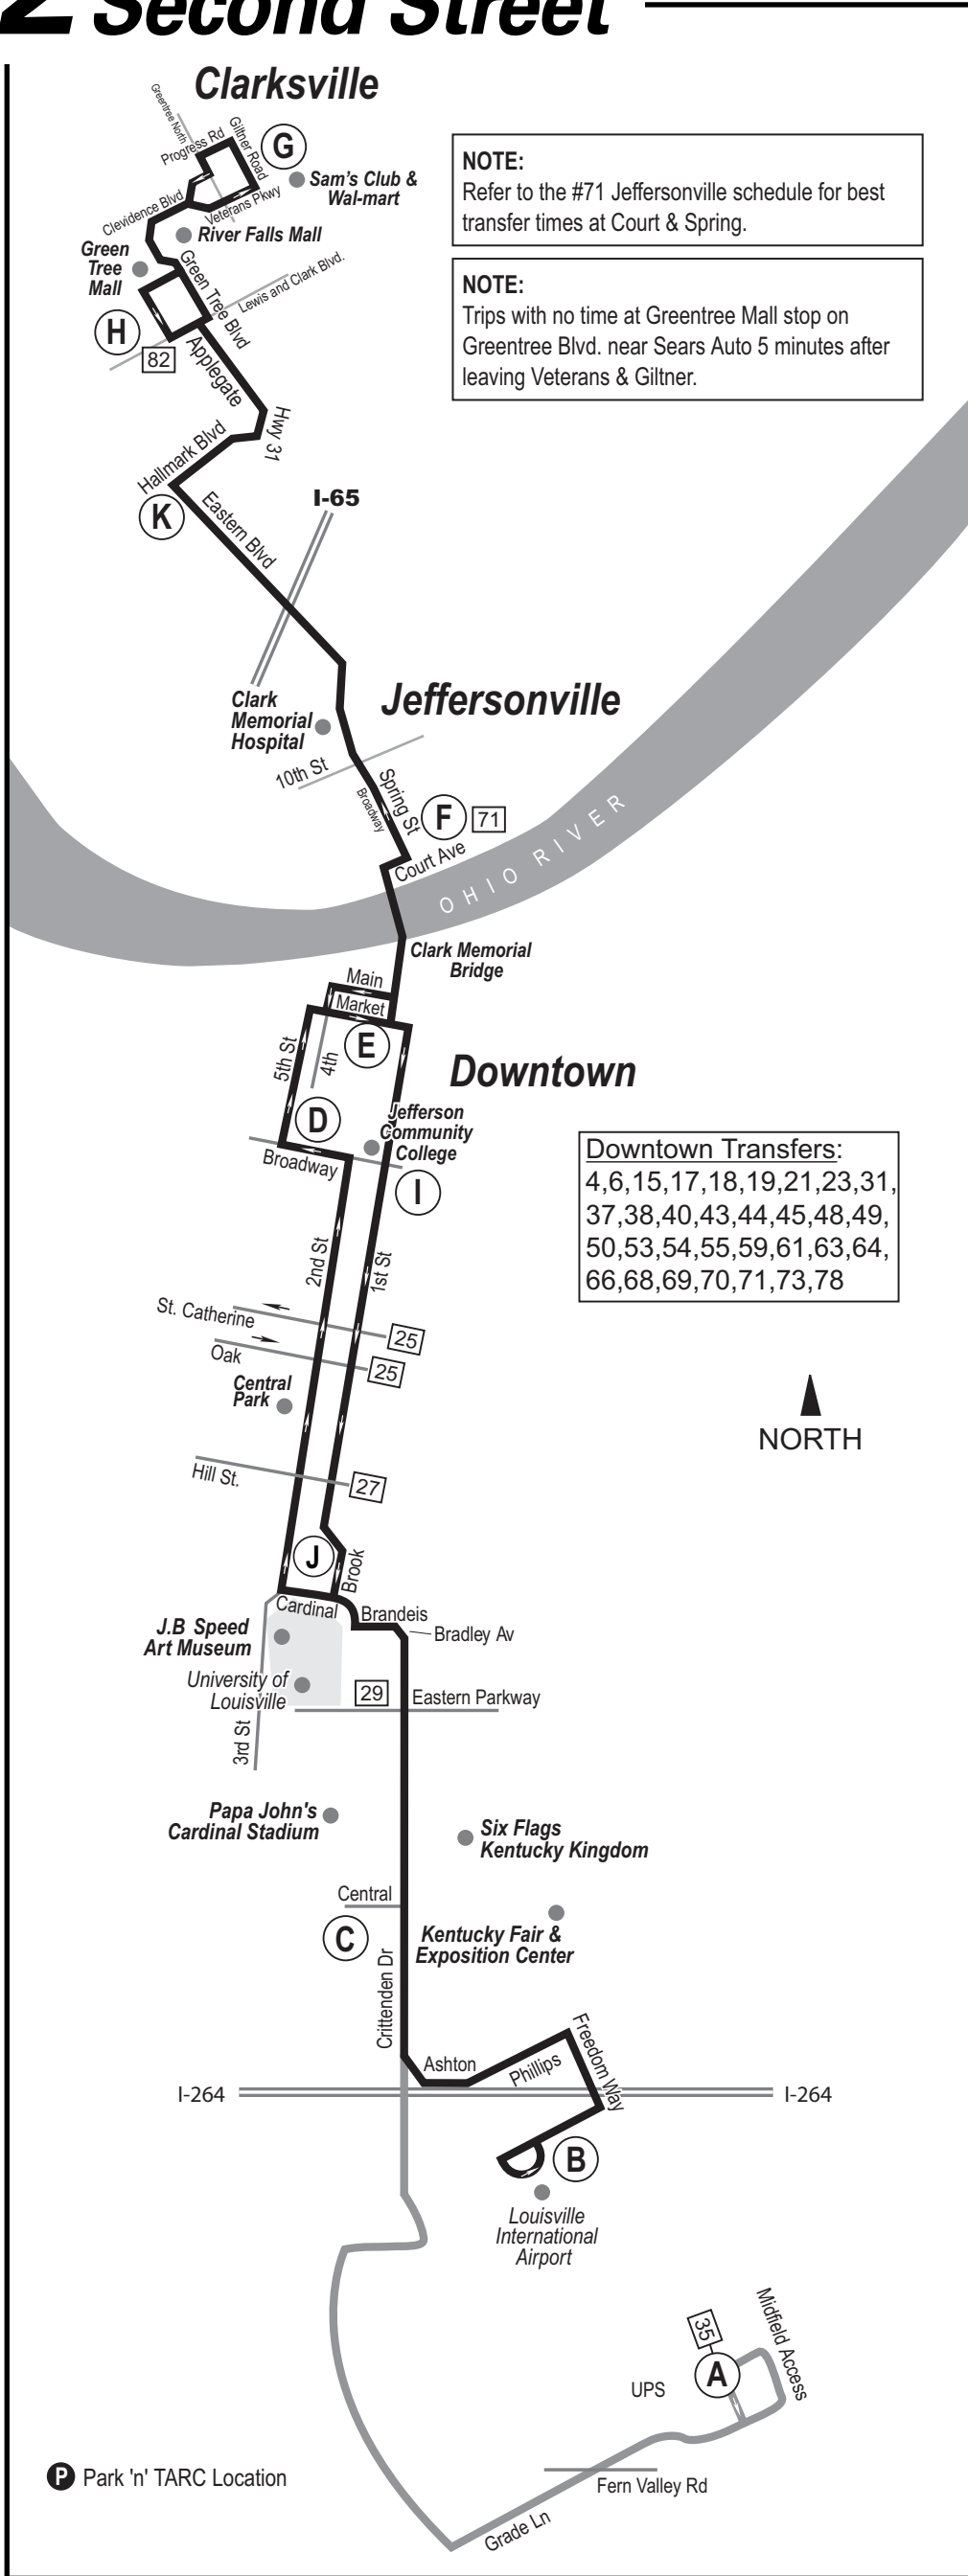 2 Second Street
Clarksville
Greentree North
Progress Rd
Giltner Road
G
Sam's Club &
Wal-mart
Clevidence Blvd
Veterans Pkwy
River Falls Mall
Green
Tree
Mall
Green Tree Blvd
Lewis and Clark Blvd.
H
82
Applegate
NOTE:
Refer to the #71 Jeffersonville schedule for best
transfer times at Court & Spring.
NOTE:
Trips with no time at Greentree Mall stop on
Greentree Blvd. near Sears Auto 5 minutes after
leaving Veterans & Giltner.
Hwy 31
Hallmark Blvd
K
Eastern Blvd
I-65
Clark
Memorial
Hospital
Jeffersonville
10th St
Broadway
Spring St
F
71
Court Ave
OHIO RIVER
Clark Memorial
Bridge
Main
Market
E
5th St
4th
Downtown
D
Jefferson
Community
College
Broadway
I
Downtown Transfers:
4,6,15,17,18,19,21,23,31,
37,38,40,43,44,45,48,49,
50,53,54,55,59,61,63,64,
66,68,69,70,71,73,78
2nd St
1st St
St. Catherine
25
Oak
25
Central
Park
NORTH
Hill St.
27
J
Brook
Cardinal
Brandeis
Bradley Av
J.B Speed
Art Museum
University of
Louisville
29
Eastern Parkway
3rd St
Papa John's
Cardinal Stadium
Six Flags
Kentucky Kingdom
Central
C
Kentucky Fair &
Exposition Center
Crittenden Dr
Ashton
Phillips
Freedom Way
I-264
I-264
B
Louisville
International
Airport
35
Midfield Access
A
UPS
P Park 'n' TARC Location
Fern Valley Rd
Grade Ln